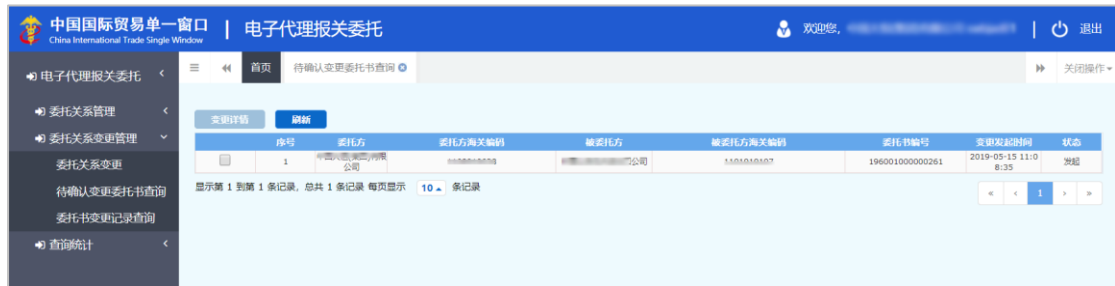 中国国际贸易单一窗口 | 电子代理报关委托
China International Trade Single Window
欢迎您,
退出
电子代理报关委托
首页
待确认变更委托书查询
关闭操作
委托关系管理
委托关系变更管理
委托关系变更
待确认变更委托书查询
委托书变更记录查询
查询统计
变更详情
刷新
序号 委托方 委托方海关编码 被委托方 被委托方海关编码 委托书编号 变更发起时间 状态
1 公司 公司 196001000000261 2019-05-15 11:0 发起
8:35
显示第 1 到第 1 条记录, 总共 1 条记录 每页显示 10 条记录
« ‹ 1 › »